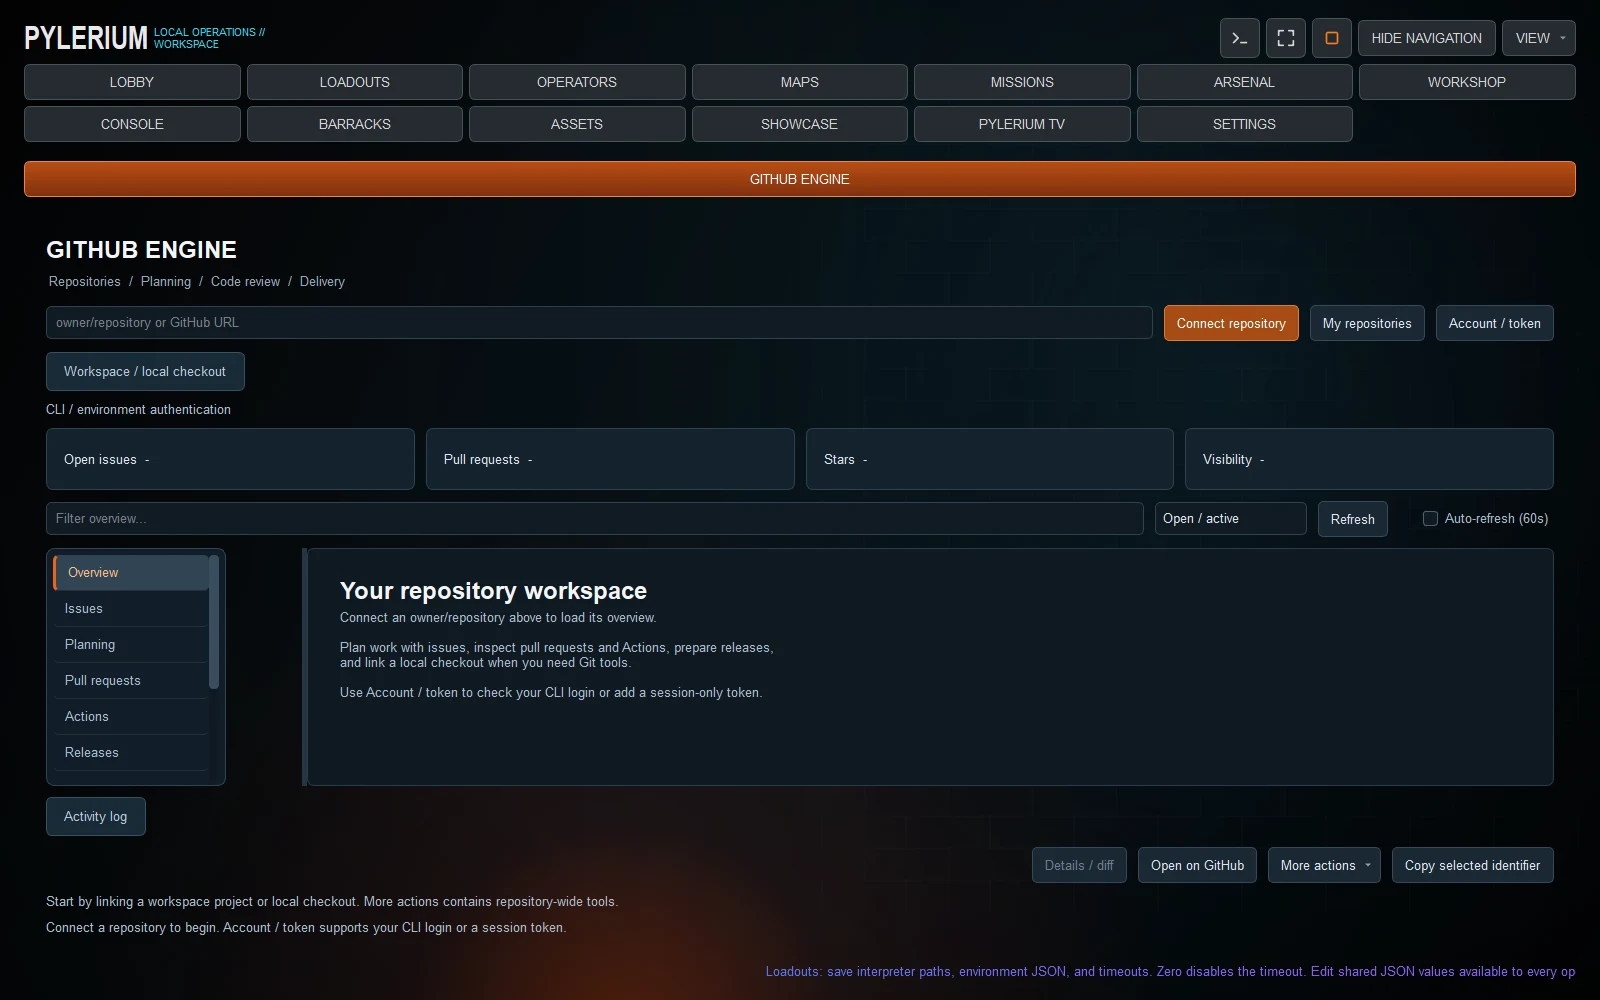 PYLERIUM
LOCAL OPERATIONS //
WORKSPACE
HIDE NAVIGATION
VIEW
LOBBY
LOADOUTS
OPERATORS
MAPS
MISSIONS
ARSENAL
WORKSHOP
CONSOLE
BARRACKS
ASSETS
SHOWCASE
PYLERIUM TV
SETTINGS
GITHUB ENGINE
GITHUB ENGINE
Repositories / Planning / Code review / Delivery
owner/repository or GitHub URL
Connect repository
My repositories
Account / token
Workspace / local checkout
CLI / environment authentication
Open issues -
Pull requests -
Stars -
Visibility -
Filter overview...
Open / active
Refresh
Auto-refresh (60s)
Overview
Issues
Planning
Pull requests
Actions
Releases
Your repository workspace
Connect an owner/repository above to load its overview.
Plan work with issues, inspect pull requests and Actions, prepare releases,
and link a local checkout when you need Git tools.
Use Account / token to check your CLI login or add a session-only token.
Activity log
Details / diff
Open on GitHub
More actions
Copy selected identifier
Start by linking a workspace project or local checkout. More actions contains repository-wide tools.
Connect a repository to begin. Account / token supports your CLI login or a session token.
Loadouts: save interpreter paths, environment JSON, and timeouts. Zero disables the timeout. Edit shared JSON values available to every op